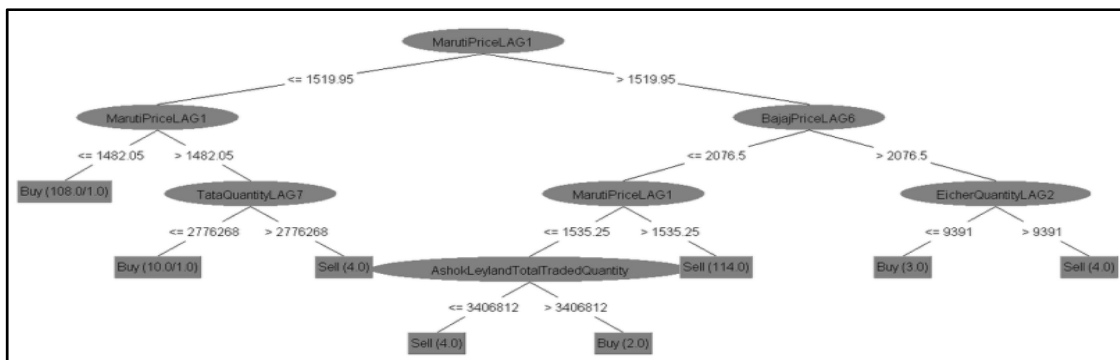 MarutiPriceLAG1
<= 1519.95 > 1519.95
MarutiPriceLAG1 BajajPriceLAG6
<= 1482.05 > 1482.05 <= 2076.5 > 2076.5
Buy (108.0/1.0) TataQuantityLAG7 MarutiPriceLAG1 EicherQuantityLAG2
<= 2776268 > 2776268 <= 1535.25 > 1535.25 <= 9391 > 9391
Buy (10.0/1.0) Sell (4.0) AshokLeylandTotalTradedQuantity Sell (114.0) Buy (3.0) Sell (4.0)
<= 3406812 > 3406812
Sell (4.0) Buy (2.0)